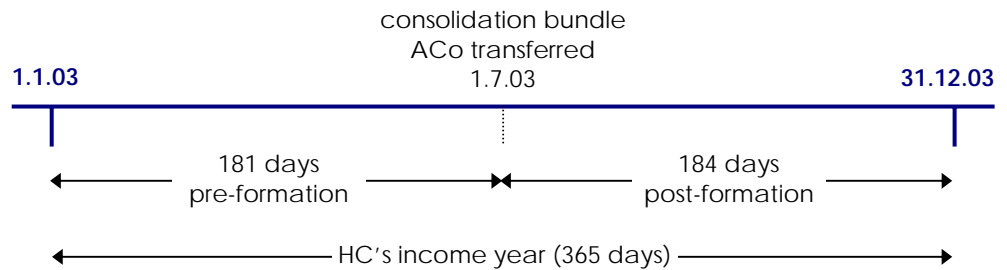 consolidation bundle
ACo transferred
1.1.03 1.7.03 31.12.03
181 days 184 days
pre-formation post-formation
HC's income year (365 days)